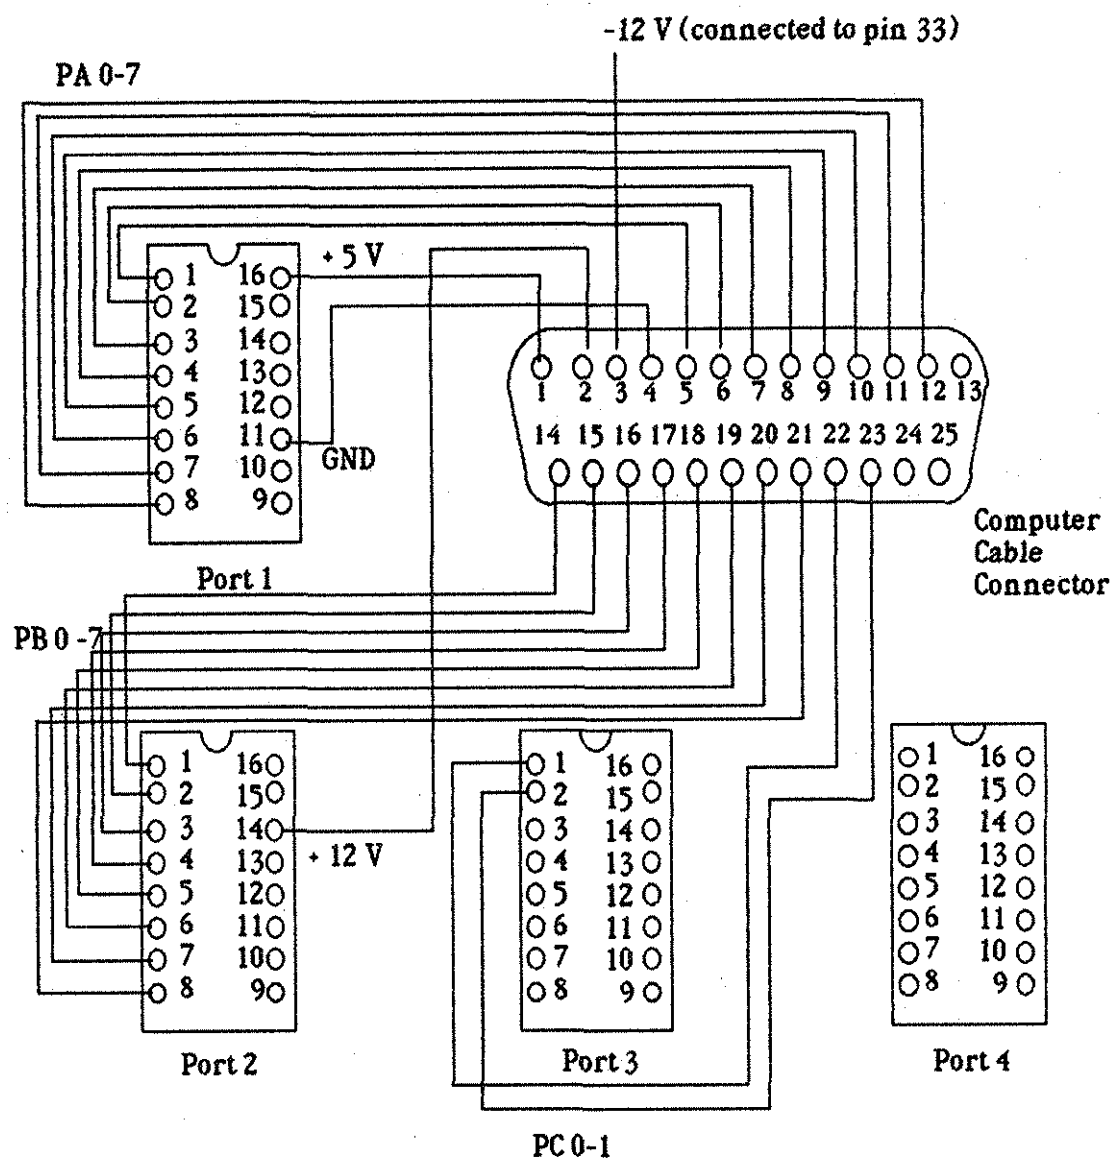 -12 V (connected to pin 33)
PA 0-7
+ 5 V
1 16
2 15
3 14
4 13
5 12
6 11
7 10
8 9
GND
Port 1
1 2 3 4 5 6 7 8 9 10 11 12 13
14 15 16 17 18 19 20 21 22 23 24 25
Computer
Cable
Connector
PB 0 -7
1 16
2 15
3 14
4 13
5 12
6 11
7 10
8 9
+ 12 V
Port 2
1 16
2 15
3 14
4 13
5 12
6 11
7 10
8 9
Port 3
1 16
2 15
3 14
4 13
5 12
6 11
7 10
8 9
Port 4
PC 0-1